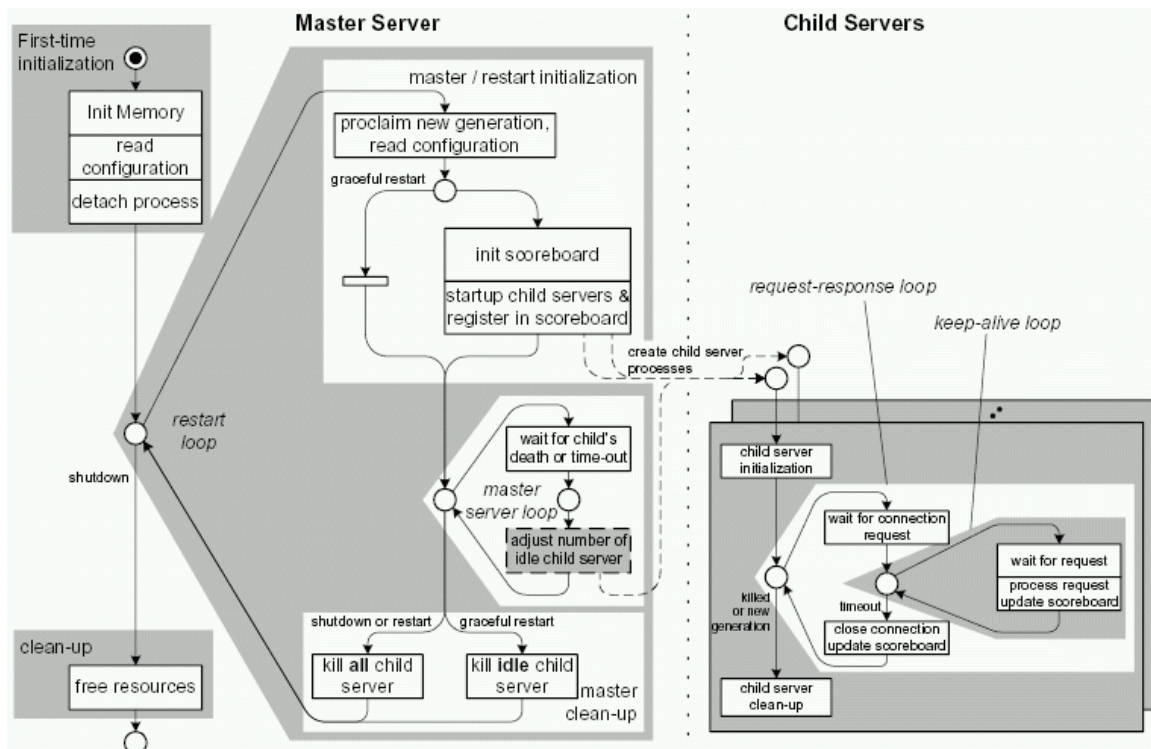 Master Server
Child Servers
First-time
initialization
Init Memory
read
configuration
detach process
master / restart initialization
proclaim new generation,
read configuration
graceful restart
init scoreboard
startup child servers &
register in scoreboard
create child server
processes
request-response loop
keep-alive loop
restart
loop
shutdown
wait for child's
death or time-out
master
server loop
adjust number of
idle child server
child server
initialization
wait for connection
request
wait for request
process request
update scoreboard
killed
or new
generation
timeout
close connection
update scoreboard
child server
clean-up
shutdown or restart
graceful restart
kill all child
server
kill idle child
server
master
clean-up
clean-up
free resources